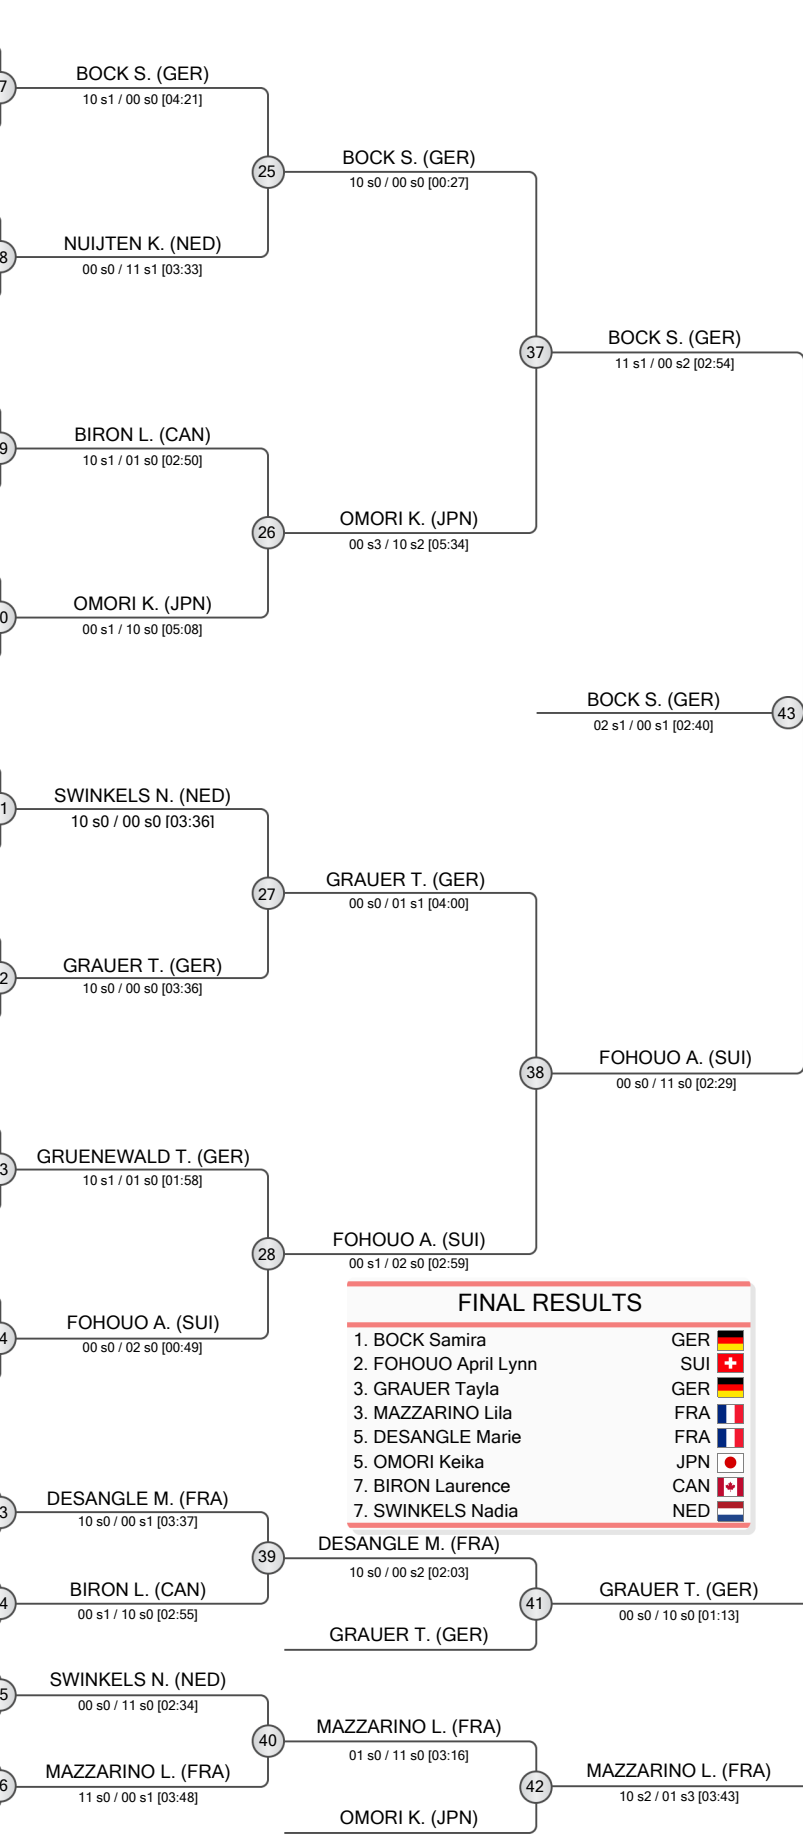 BOCK S. (GER)
7
10 s1 / 00 s0 [04:21]
BOCK S. (GER)
25
10 s0 / 00 s0 [00:27]
NUIJTEN K. (NED)
8
00 s0 / 11 s1 [03:33]
BOCK S. (GER)
37
11 s1 / 00 s2 [02:54]
BIRON L. (CAN)
9
10 s1 / 01 s0 [02:50]
OMORI K. (JPN)
26
00 s3 / 10 s2 [05:34]
OMORI K. (JPN)
0
00 s1 / 10 s0 [05:08]
BOCK S. (GER)
43
02 s1 / 00 s1 [02:40]
SWINKELS N. (NED)
1
10 s0 / 00 s0 [03:36]
GRAUER T. (GER)
27
00 s0 / 01 s1 [04:00]
GRAUER T. (GER)
2
10 s0 / 00 s0 [03:36]
FOHOUO A. (SUI)
38
00 s0 / 11 s0 [02:29]
GRUENEWALD T. (GER)
3
10 s1 / 01 s0 [01:58]
FOHOUO A. (SUI)
28
00 s1 / 02 s0 [02:59]
FOHOUO A. (SUI)
4
00 s0 / 02 s0 [00:49]
FINAL RESULTS
1. BOCK Samira GER
2. FOHOUO April Lynn SUI
3. GRAUER Tayla GER
3. MAZZARINO Lila FRA
5. DESANGLE Marie FRA
5. OMORI Keika JPN
7. BIRON Laurence CAN
7. SWINKELS Nadia NED
DESANGLE M. (FRA)
3
10 s0 / 00 s1 [03:37]
DESANGLE M. (FRA)
39
10 s0 / 00 s2 [02:03]
BIRON L. (CAN)
4
00 s1 / 10 s0 [02:55]
GRAUER T. (GER)
41
00 s0 / 10 s0 [01:13]
GRAUER T. (GER)
SWINKELS N. (NED)
5
00 s0 / 11 s0 [02:34]
MAZZARINO L. (FRA)
40
01 s0 / 11 s0 [03:16]
MAZZARINO L. (FRA)
6
11 s0 / 00 s1 [03:48]
MAZZARINO L. (FRA)
42
10 s2 / 01 s3 [03:43]
OMORI K. (JPN)